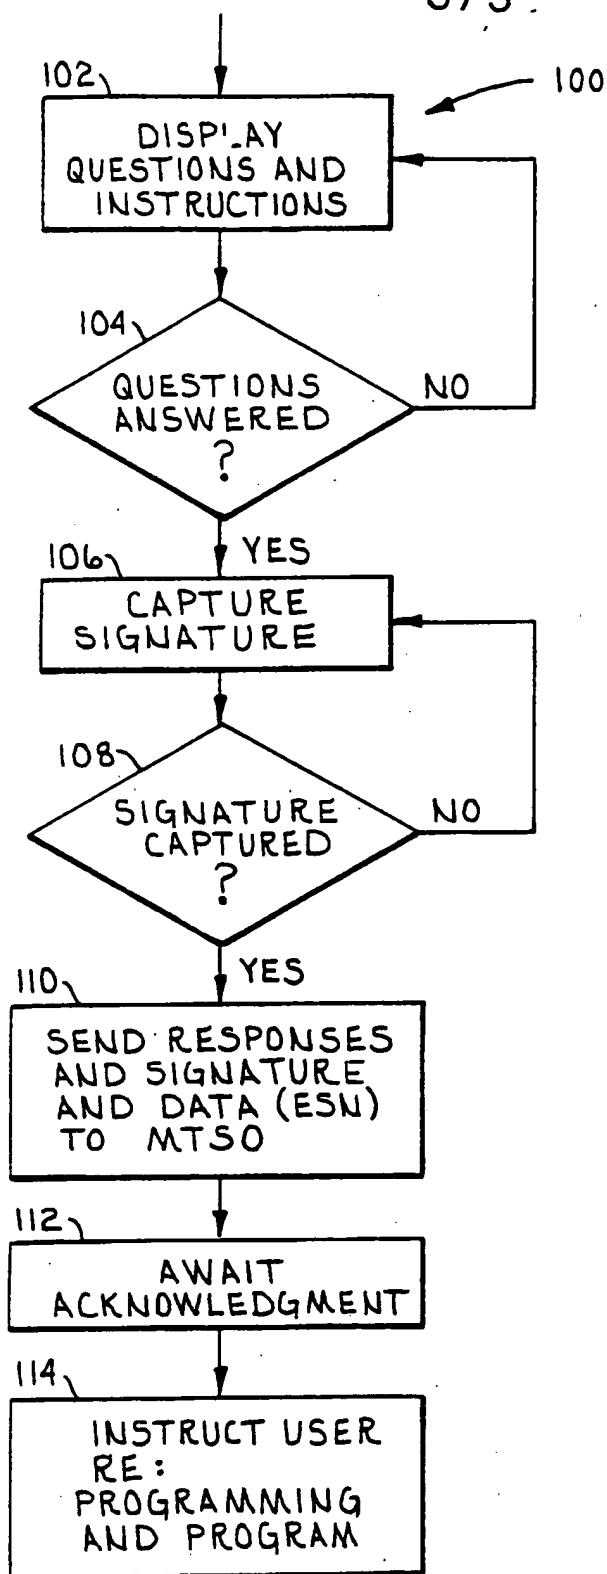 102
100
DISPLAY
QUESTIONS AND
INSTRUCTIONS
104
QUESTIONS
ANSWERED
?
NO
YES
106
CAPTURE
SIGNATURE
108
SIGNATURE
CAPTURED
?
NO
YES
110
SEND RESPONSES
AND SIGNATURE
AND DATA (ESN)
TO MTSO
112
AWAIT
ACKNOWLEDGMENT
114
INSTRUCT USER
RE:
PROGRAMMING
AND PROGRAM